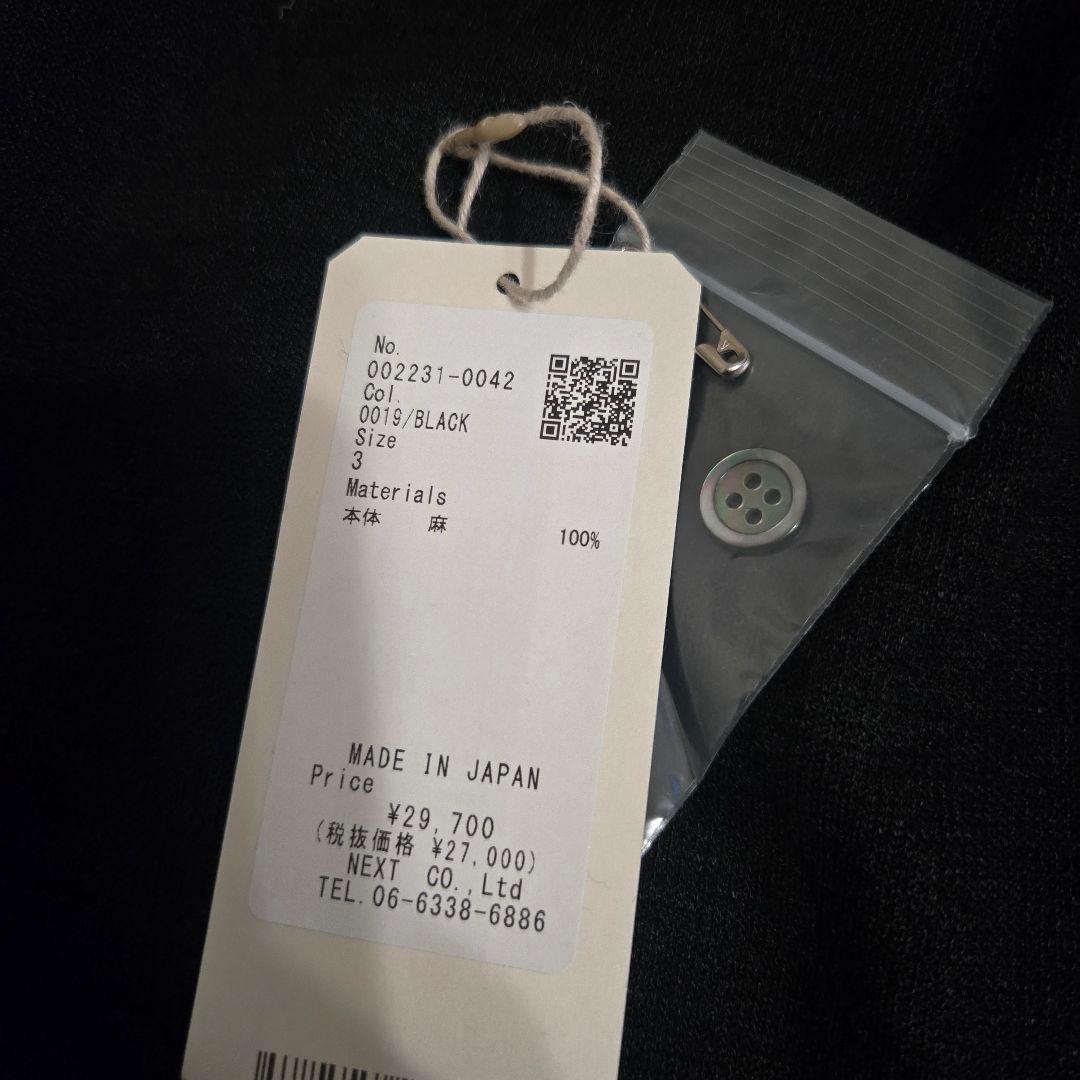 No.
002231-0042
Col.
0019/BLACK
Size
3
Materials
本体 麻 100%
MADE IN JAPAN
Price
¥29,700
(税抜価格 ¥27,000)
NEXT CO.,Ltd
TEL.06-6338-6886